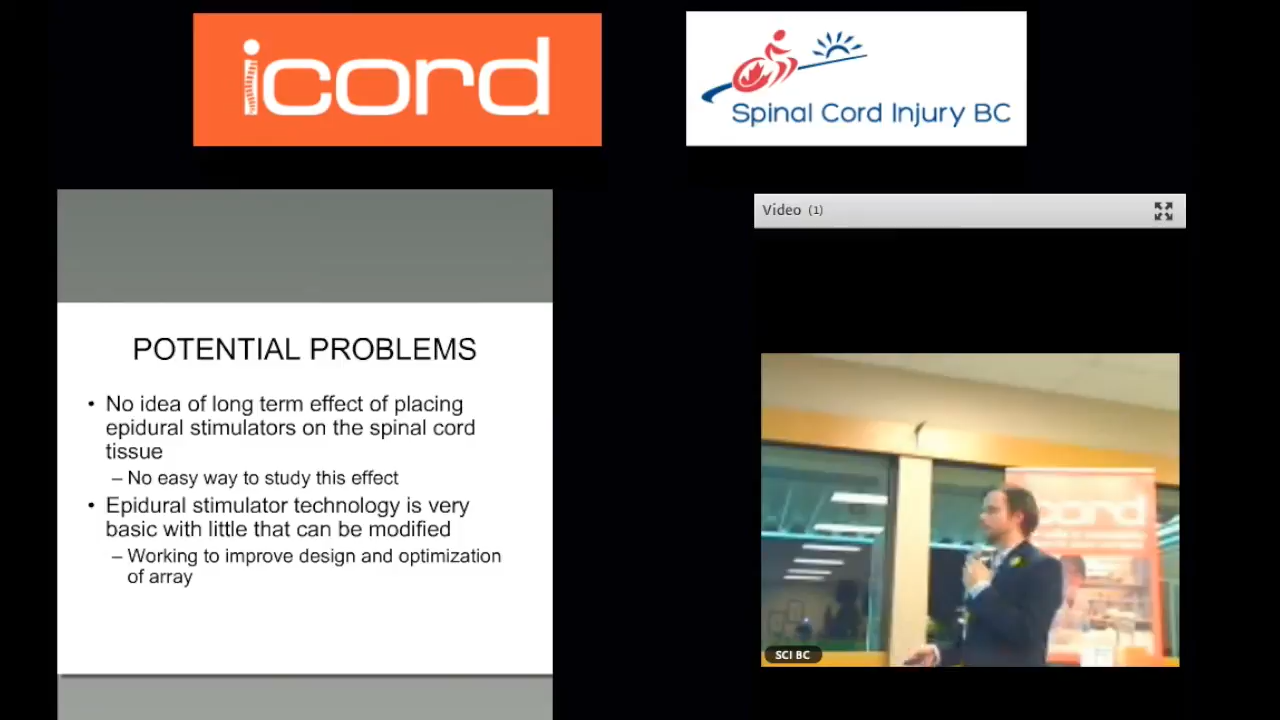 icord
Spinal Cord Injury BC
Video (1)
POTENTIAL PROBLEMS
• No idea of long term effect of placing
epidural stimulators on the spinal cord
tissue
– No easy way to study this effect
• Epidural stimulator technology is very
basic with little that can be modified
– Working to improve design and optimization
of array
cord
SCI BC